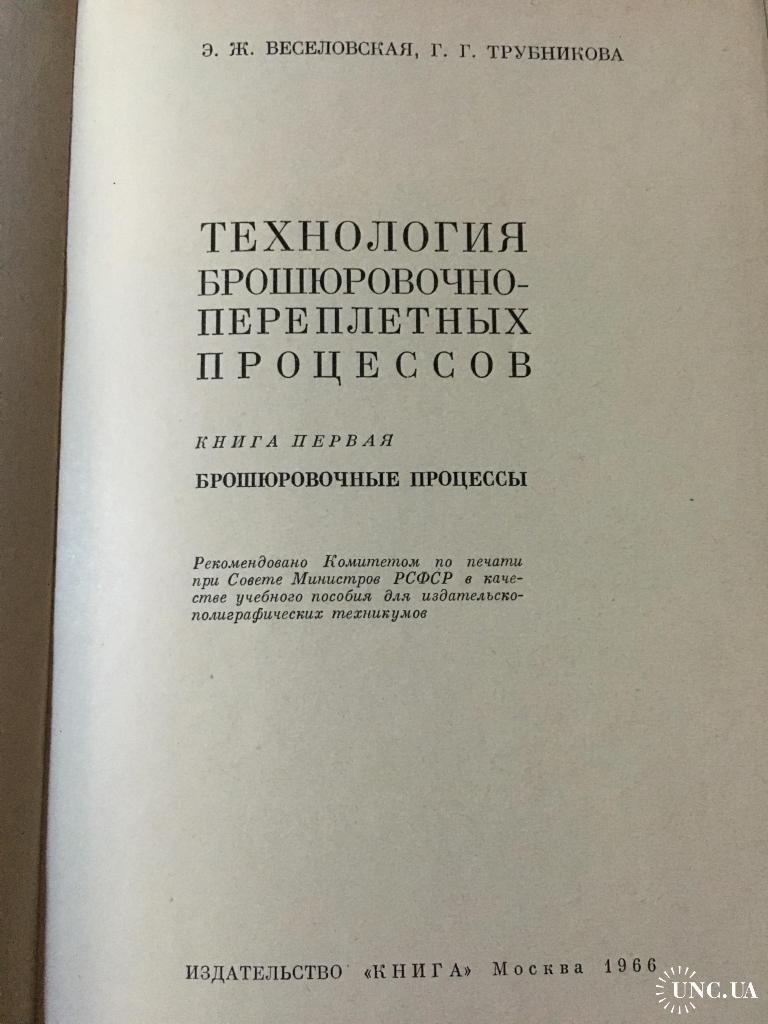 Э. Ж. ВЕСЕЛОВСКАЯ, Г. Г. ТРУБНИКОВА
ТЕХНОЛОГИЯ
БРОШЮРОВОЧНО-
ПЕРЕПЛЕТНЫХ
ПРОЦЕССОВ
КНИГА ПЕРВАЯ
БРОШЮРОВОЧНЫЕ ПРОЦЕССЫ
Рекомендовано Комитетом по печати
при Совете Министров РСФСР в каче-
стве учебного пособия для издательско-
полиграфических техникумов
ИЗДАТЕЛЬСТВО «КНИГА» Москва 1966
UNC.UA